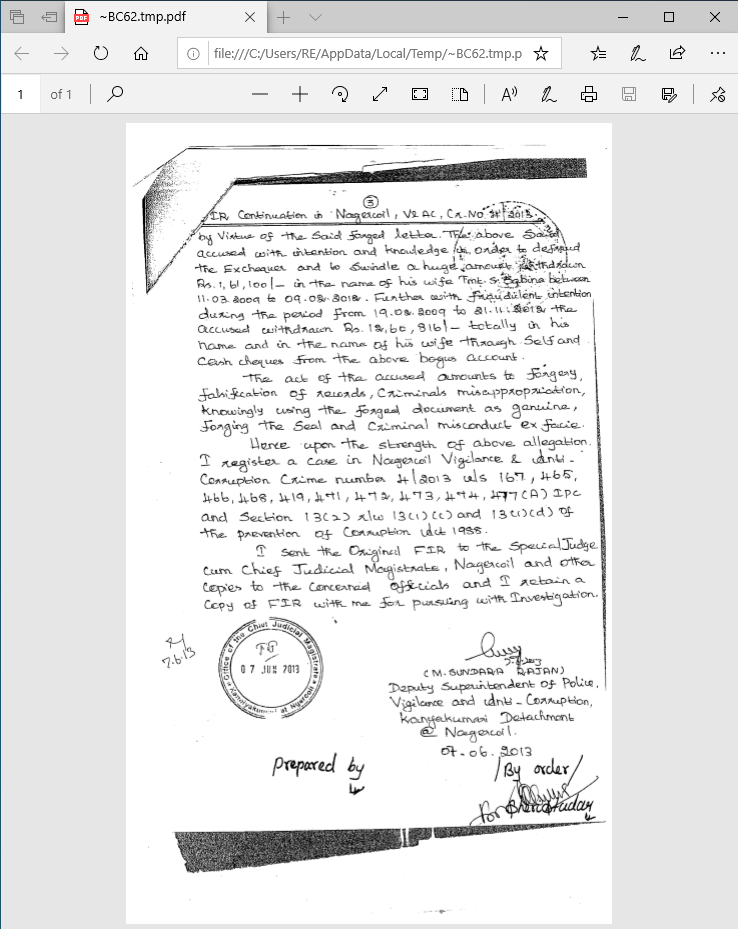 ~BC62.tmp.pdf
file:///C:/Users/RE/AppData/Local/Temp/~BC62.tmp.p
1 of 1
3
FIR Continuation in Nagercoil, V&AC, Cr.No. 4/2013.
by Virtue of the Said forged letter. The above Said
accused with intention and knowledge in order to defraud
the Exchequer and to Swindle a huge amount withdrawn
Rs. 1,61,100/- in the name of his wife Tmt. S. Sabina between
11.03.2009 to 09.08.2012. Further with fraudulent intention
during the period from 19.02.2009 to 21.11.2012 the
accused withdrawn Rs. 12,60,816/- totally in his
name and in the name of his wife through Self and
Cash cheques from the above bogus account.
The act of the accused amounts to forgery,
falsification of records, Criminals misappropriation,
knowingly using the forged document as genuine,
forging the Seal and Criminal misconduct ex facie.
Hence upon the strength of above allegation.
I register a case in Nagercoil Vigilance & Anti-
Corruption Crime number 4/2013 u/s 167, 465,
466, 468, 419, 471, 472, 473, 474, 477(A) IPC
and Section 13(2) r/w 13(1)(c) and 13(1)(d) of
the prevention of Corruption Act 1988.
I sent the Original FIR to the Special Judge
cum Chief Judicial Magistrate, Nagercoil and other
Copies to the Concerned officials and I retain a
Copy of FIR with me for pursuing with Investigation.
7.6.13
Office of the Chief Judicial Magistrate
07 JUN 2013
Kanniyakumari at Nagercoil
7.6.2013
(M. SUNDARA RAJAN)
Deputy Superintendent of Police,
Vigilance and Anti-Corruption,
Kanyakumari Detachment
@ Nagercoil.
07.06.2013
Prepared by
/By order/
for